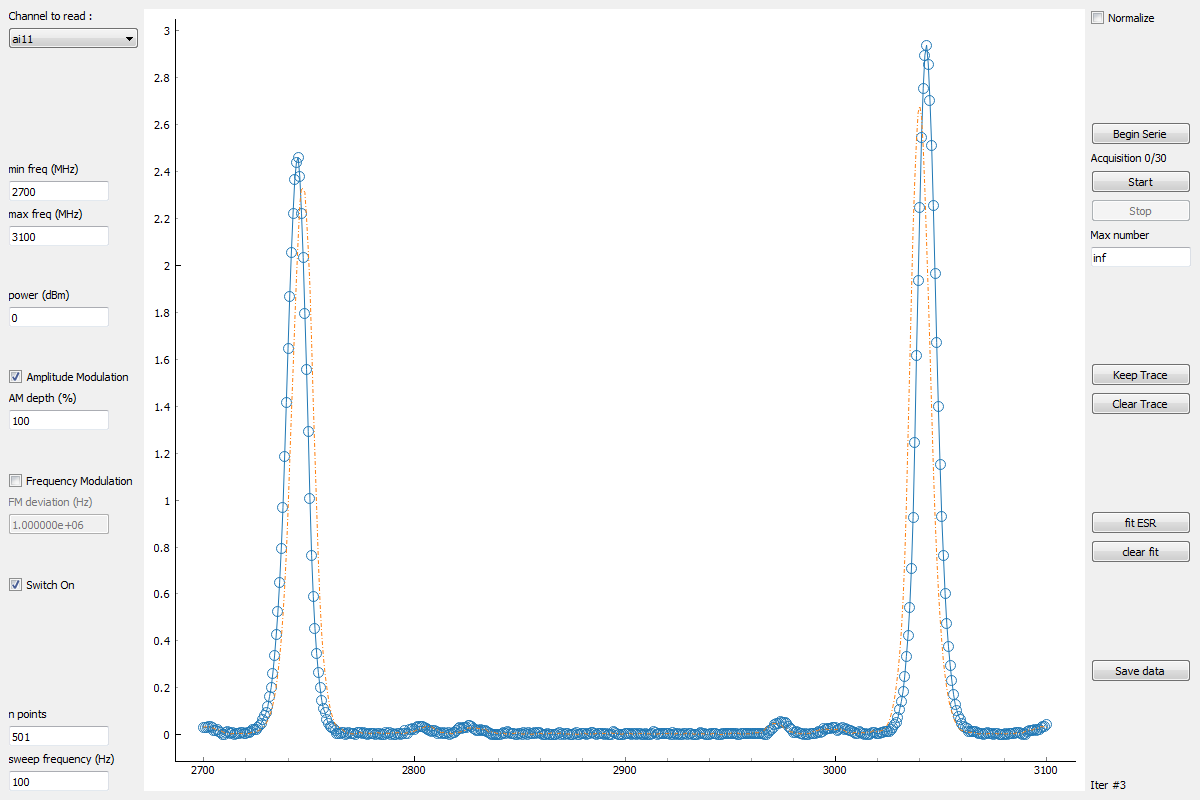 Channel to read :
ai11
min freq (MHz)
2700
max freq (MHz)
3100
power (dBm)
0
Amplitude Modulation
AM depth (%)
100
Frequency Modulation
FM deviation (Hz)
1.000000e+06
Switch On
n points
501
sweep frequency (Hz)
100
3
2.8
2.6
2.4
2.2
2
1.8
1.6
1.4
1.2
1
0.8
0.6
0.4
0.2
0
2700 2800 2900 3000 3100
Normalize
Begin Serie
Acquisition 0/30
Start
Stop
Max number
inf
Keep Trace
Clear Trace
fit ESR
clear fit
Save data
Iter #3